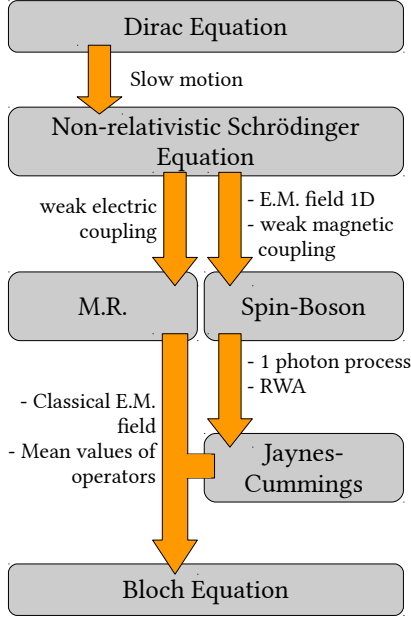 Dirac Equation
Slow motion
Non-relativistic Schrödinger
Equation
weak electric
coupling
- E.M. field 1D
- weak magnetic
coupling
M.R.
Spin-Boson
- 1 photon process
- RWA
- Classical E.M.
field
- Mean values of
operators
Jaynes-
Cummings
Bloch Equation